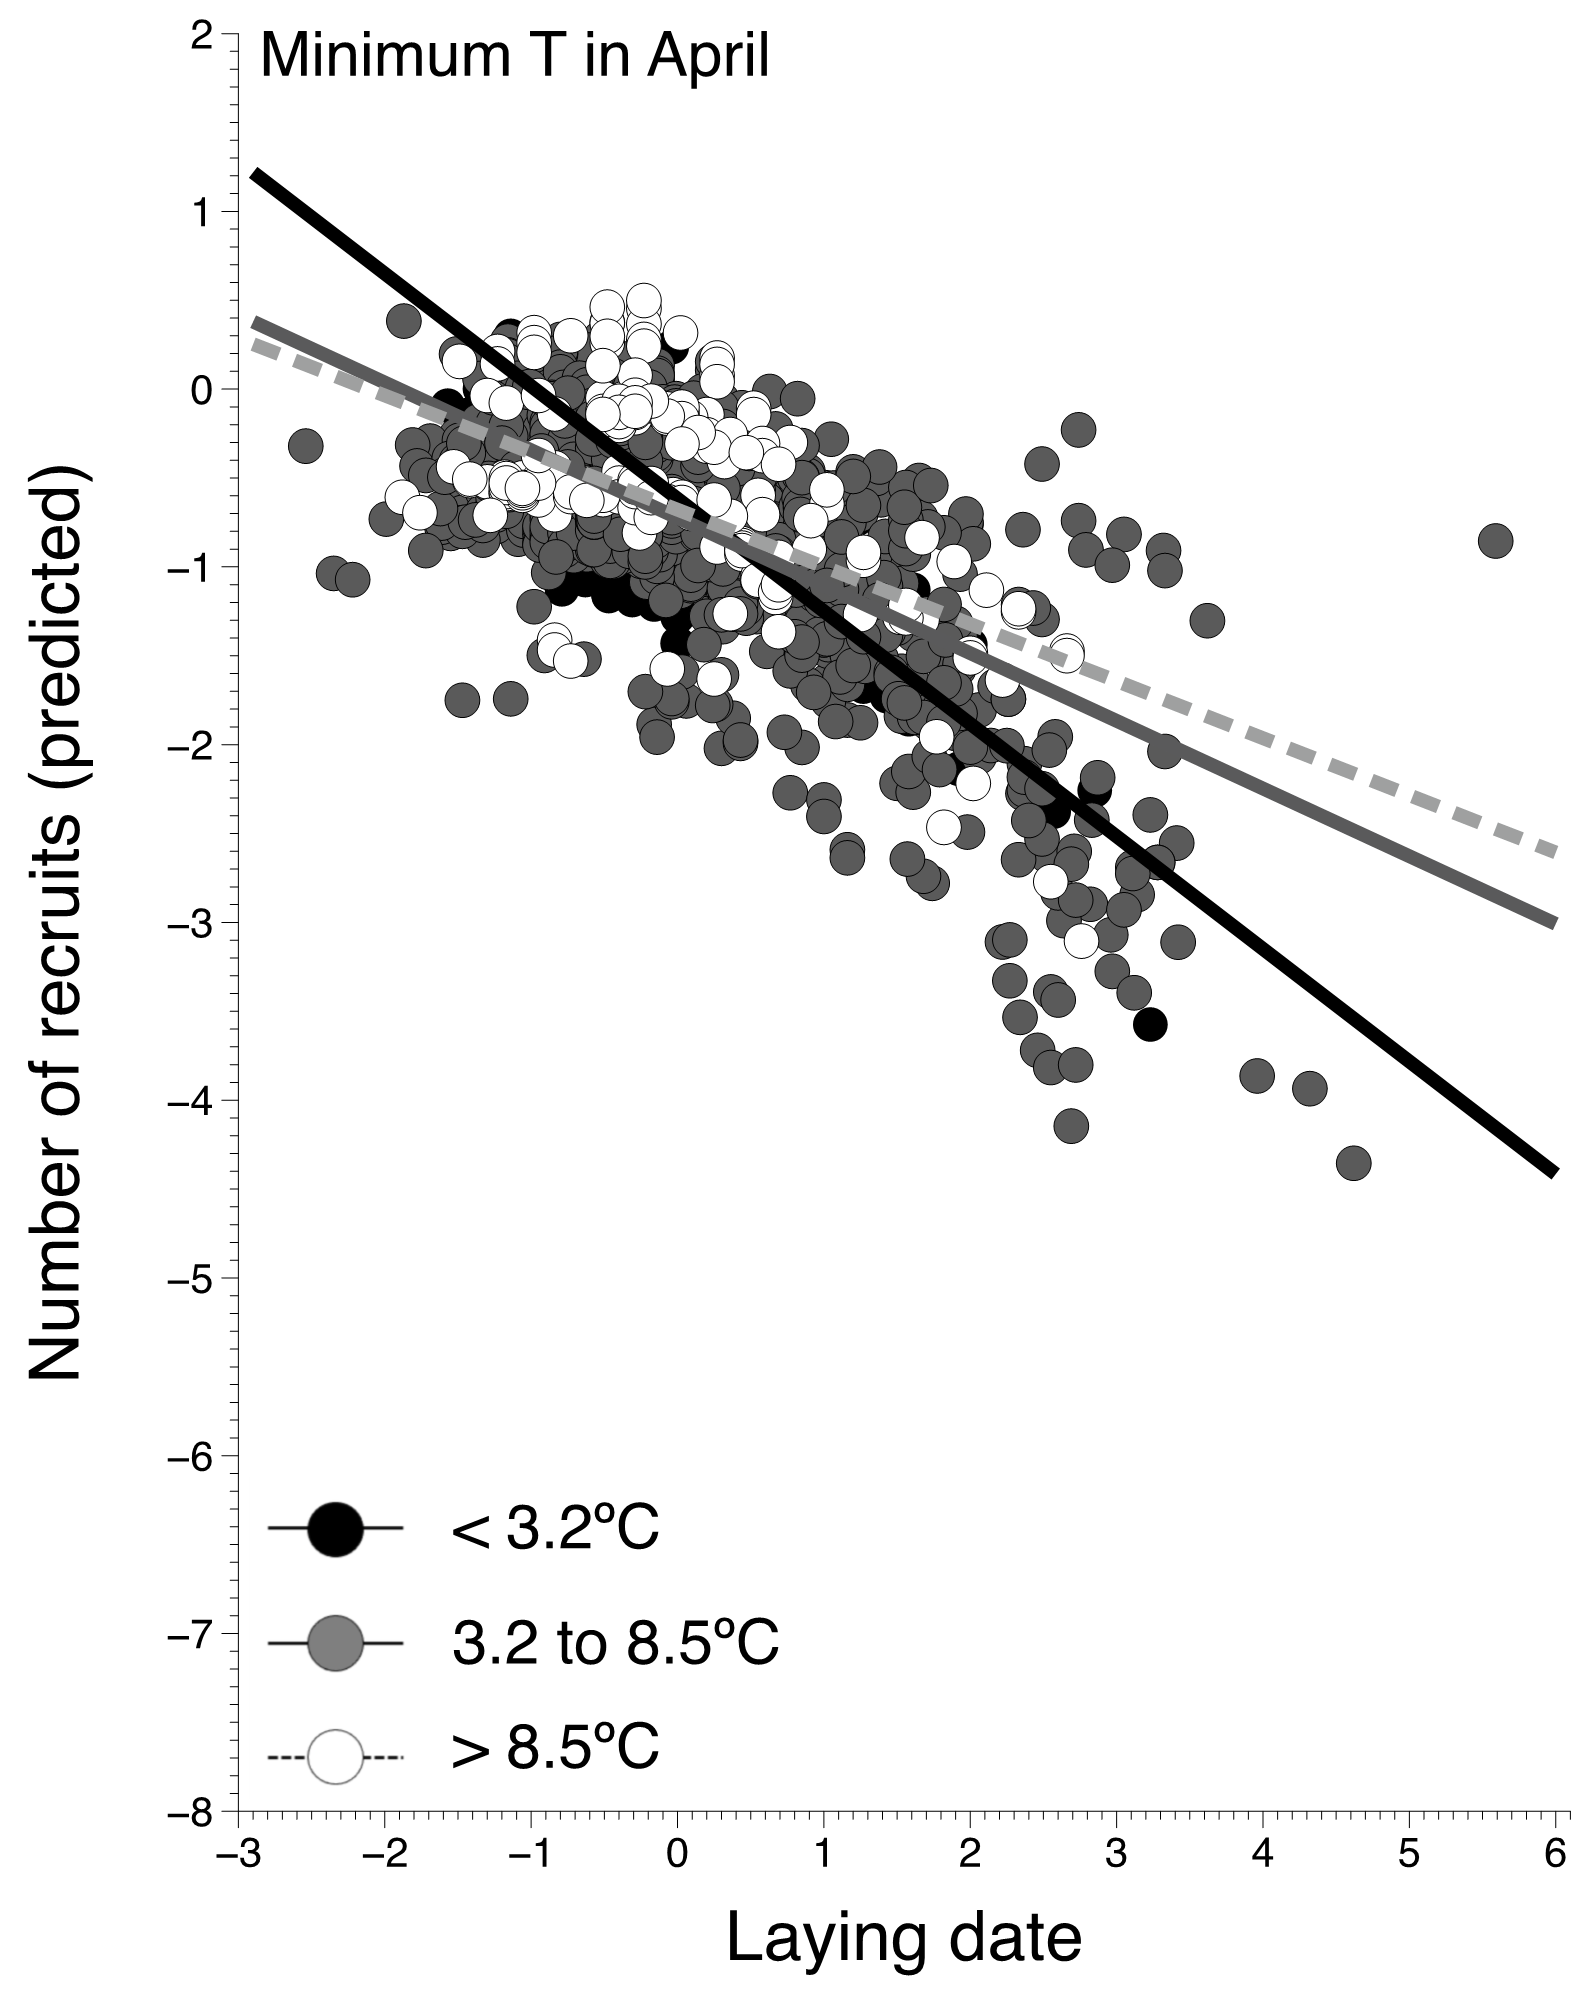 Minimum T in April
Number of recruits (predicted)
2
1
0
−1
−2
−3
−4
−5
−6
−7
−8
< 3.2ºC
3.2 to 8.5ºC
> 8.5ºC
−3 −2 −1 0 1 2 3 4 5 6
Laying date